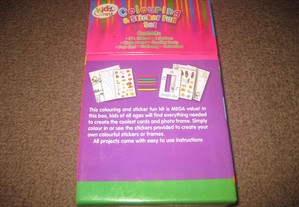 Colouring
& Sticker Fun
Set
Contents:
This colouring and sticker fun kit is MEGA value! In
this box, kids of all ages will find everything needed
to create the coolest cards and photo frame. Simply
colour in or use the stickers provided to create your
own colourful stickers or frames.
All projects come with easy to use instructions